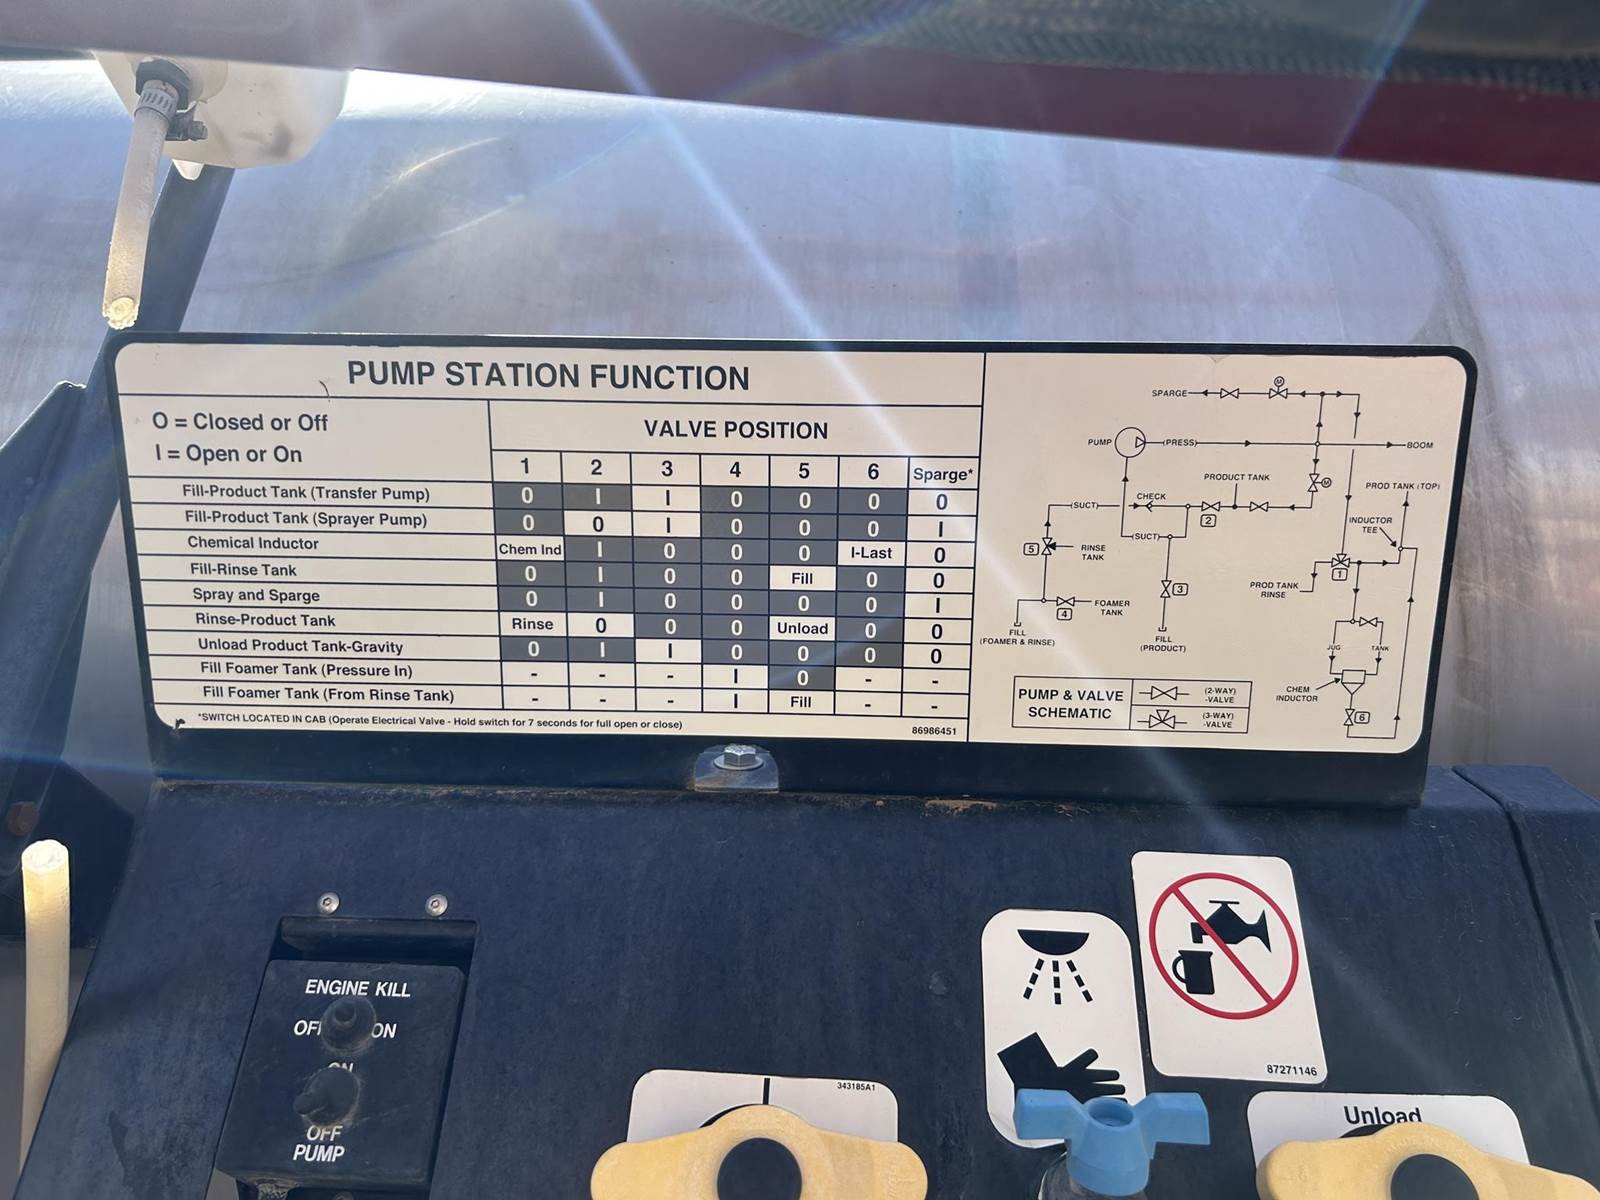 PUMP STATION FUNCTION
O = Closed or Off
I = Open or On
VALVE POSITION
1 2 3 4 5 6 Sparge*
Fill-Product Tank (Transfer Pump) 0 I I 0 0 0 0
Fill-Product Tank (Sprayer Pump) 0 0 I 0 0 0 I
Chemical Inductor Chem Ind I 0 0 0 I-Last 0
Fill-Rinse Tank 0 I 0 0 Fill 0 0
Spray and Sparge 0 I 0 0 0 0 I
Rinse-Product Tank Rinse 0 0 0 Unload 0 0
Unload Product Tank-Gravity 0 I I 0 0 0 0
Fill Foamer Tank (Pressure In) - - - I 0 - -
Fill Foamer Tank (From Rinse Tank) - - - I Fill - -
*SWITCH LOCATED IN CAB (Operate Electrical Valve - Hold switch for 7 seconds for full open or close)
86986451
SPARGE
M
PUMP
(PRESS)
BOOM
PRODUCT TANK
M
PROD TANK (TOP)
CHECK
(SUCT)
2
INDUCTOR
TEE
(SUCT)
5
RINSE
TANK
1
3
PROD TANK
RINSE
4
FOAMER
TANK
FILL
(FOAMER & RINSE)
FILL
(PRODUCT)
JUG
TANK
CHEM
INDUCTOR
6
PUMP & VALVE
SCHEMATIC
(2-WAY)
-VALVE
(3-WAY)
-VALVE
ENGINE KILL
OFF ON
ON
OFF
PUMP
87271146
343185A1
Unload